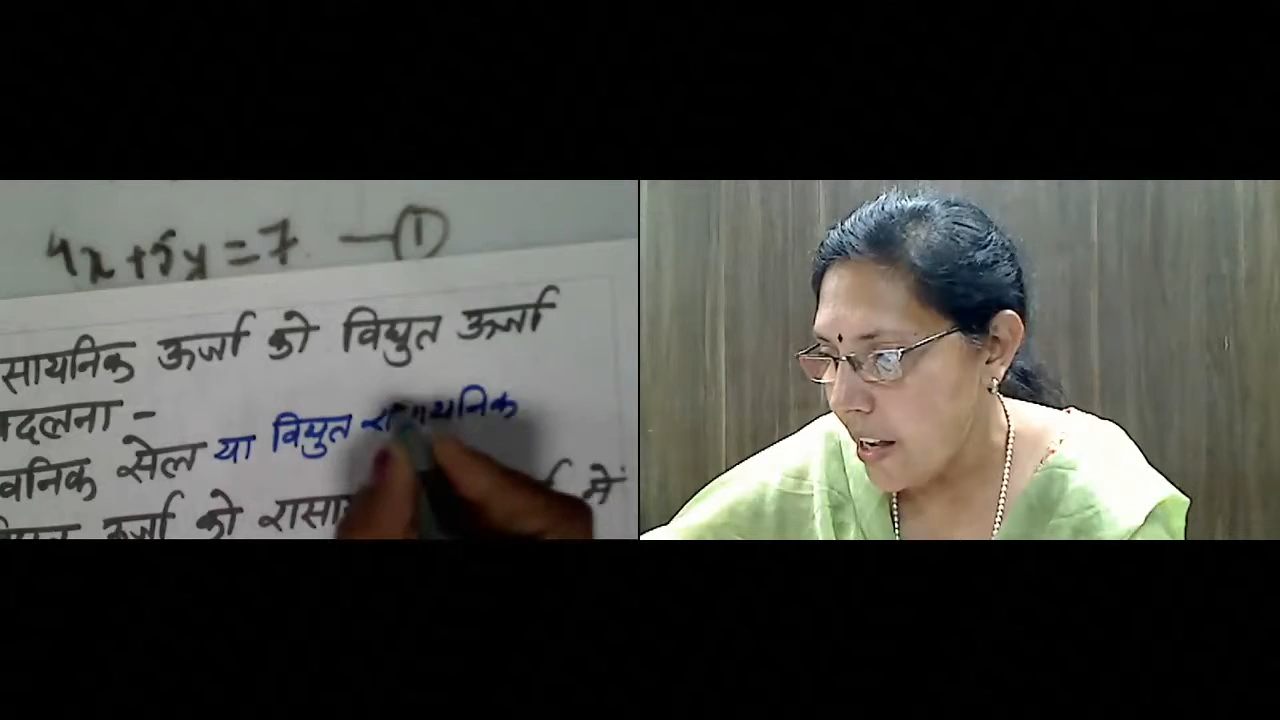 4x+5y=7 —①
सायनिक ऊर्जा को विद्युत ऊर्जा
बदलना -
वनिक सेल या विद्युत रासायनिक
ऊर्जा को रासा में